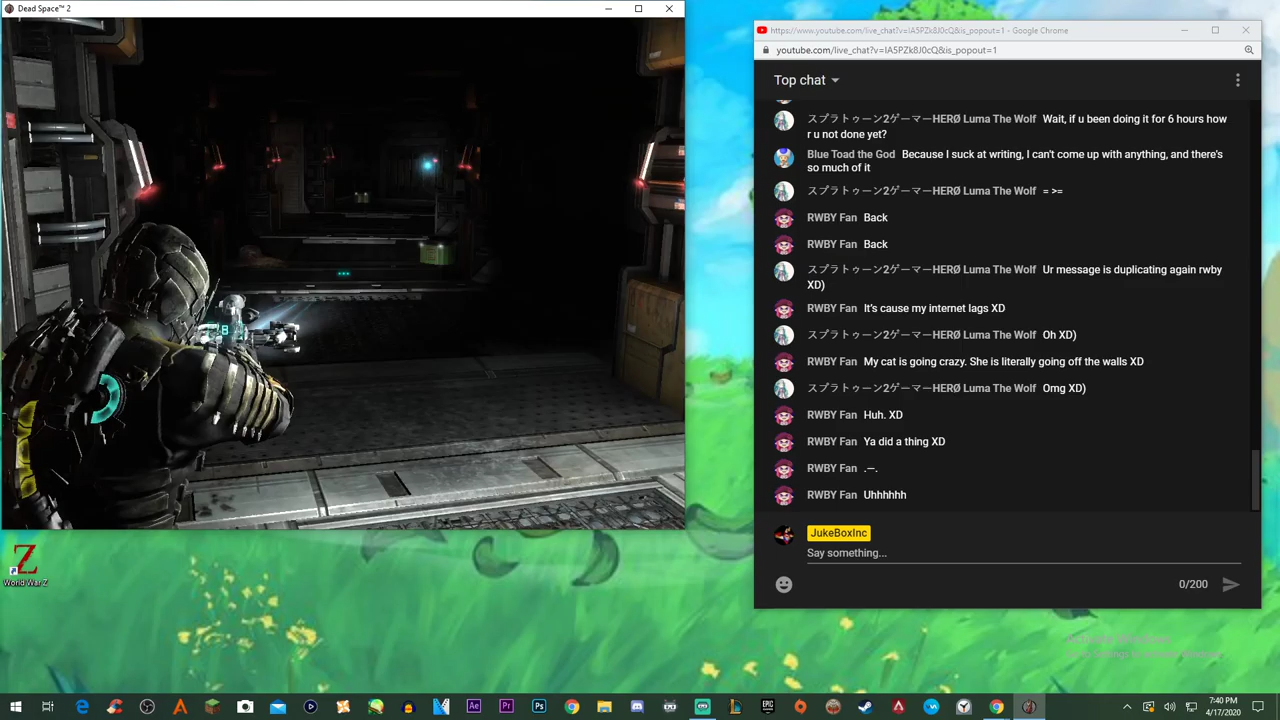 Dead Space™ 2
8
World War Z
https://www.youtube.com/live_chat?v=IA5PZk8J0cQ&is_popout=1 - Google Chrome
youtube.com/live_chat?v=IA5PZk8J0cQ&is_popout=1
Top chat
スプラトゥーン2ゲーマーHERØ Luma The Wolf Wait, if u been doing it for 6 hours how
r u not done yet?
Blue Toad the God Because I suck at writing, I can't come up with anything, and there's
so much of it
スプラトゥーン2ゲーマーHERØ Luma The Wolf = >=
RWBY Fan Back
RWBY Fan Back
スプラトゥーン2ゲーマーHERØ Luma The Wolf Ur message is duplicating again rwby
XD)
RWBY Fan It's cause my internet lags XD
スプラトゥーン2ゲーマーHERØ Luma The Wolf Oh XD)
RWBY Fan My cat is going crazy. She is literally going off the walls XD
スプラトゥーン2ゲーマーHERØ Luma The Wolf Omg XD)
RWBY Fan Huh. XD
RWBY Fan Ya did a thing XD
RWBY Fan .—.
RWBY Fan Uhhhhhh
JukeBoxInc
Say something...
0/200
Ae
Pr
Ps
EPIC
7:40 PM
4/17/2020